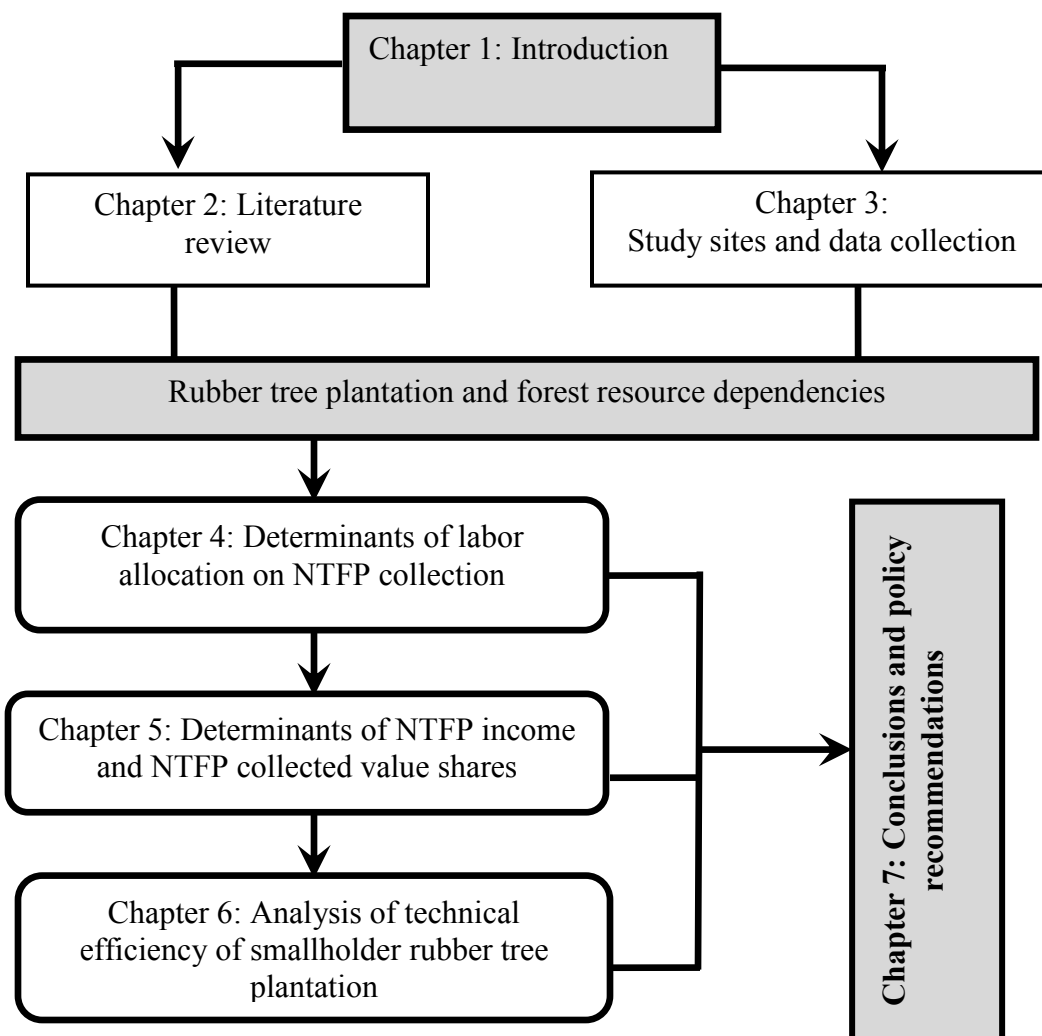 Chapter 1: Introduction
Chapter 2: Literature
review
Chapter 3:
Study sites and data collection
Rubber tree plantation and forest resource dependencies
Chapter 4: Determinants of labor
allocation on NTFP collection
Chapter 5: Determinants of NTFP income
and NTFP collected value shares
Chapter 6: Analysis of technical
efficiency of smallholder rubber tree
plantation
Chapter 7: Conclusions and policy
recommendations